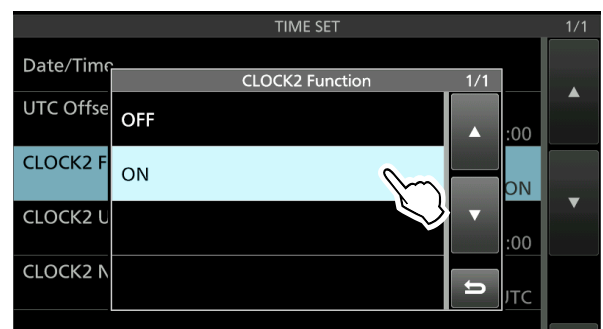 TIME SET 1/1
Date/Time
CLOCK2 Function 1/1
UTC Offse
OFF
:00
CLOCK2 F
ON
ON
CLOCK2 U
:00
CLOCK2 N
UTC